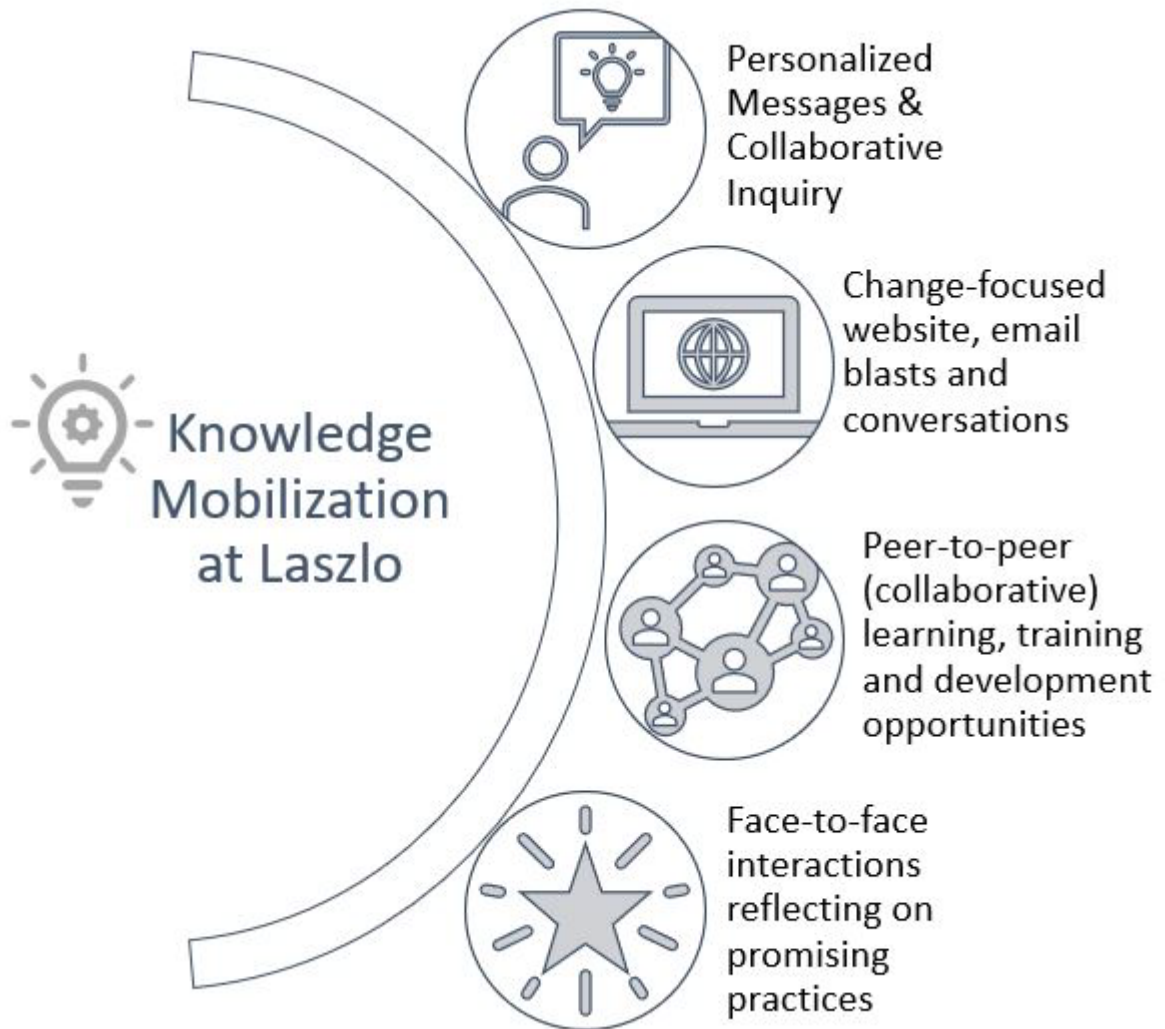 Personalized
Messages &
Collaborative
Inquiry
Change-focused
website, email
blasts and
conversations
Knowledge
Mobilization
at Laszlo
Peer-to-peer
(collaborative)
learning, training
and development
opportunities
Face-to-face
interactions
reflecting on
promising
practices